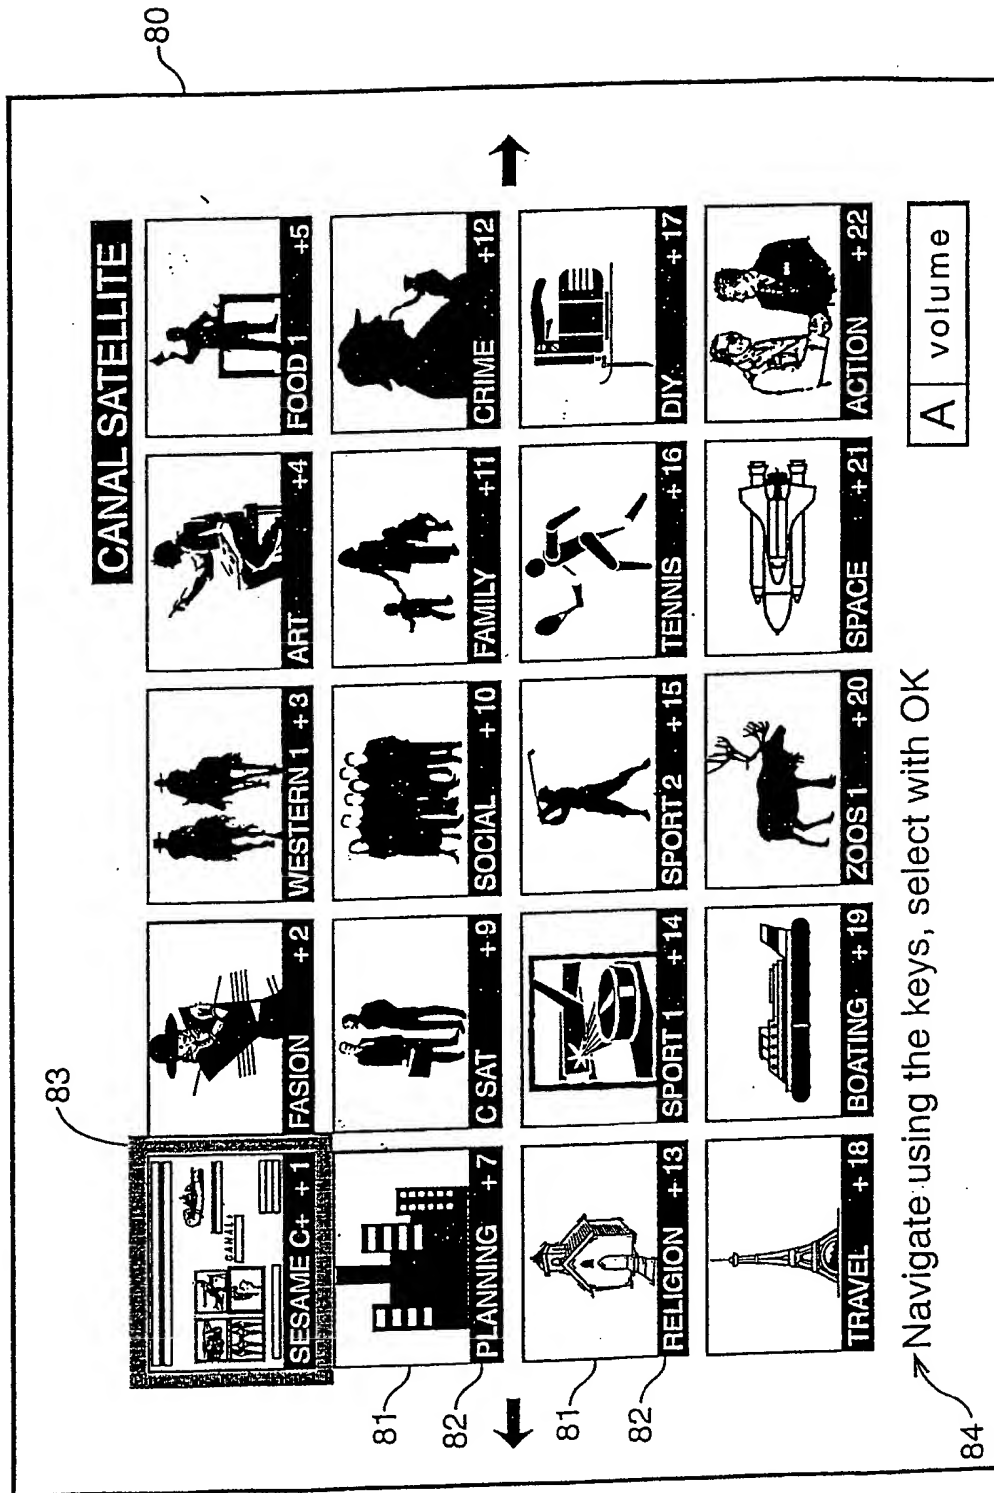 80
CANAL SATELLITE
83
SESAME C+ + 1
FASION + 2
WESTERN 1 + 3
ART +4
FOOD 1 +5
PLANNING + 7
C SAT + 9
SOCIAL + 10
FAMILY +11
CRIME +12
81
82
RELIGION + 13
SPORT 1 + 14
SPORT 2 + 15
TENNIS + 16
DIY + 17
81
82
TRAVEL + 18
BOATING + 19
ZOOS 1 + 20
SPACE + 21
ACTION + 22
Navigate using the keys, select with OK
A volume
84
CANAL+